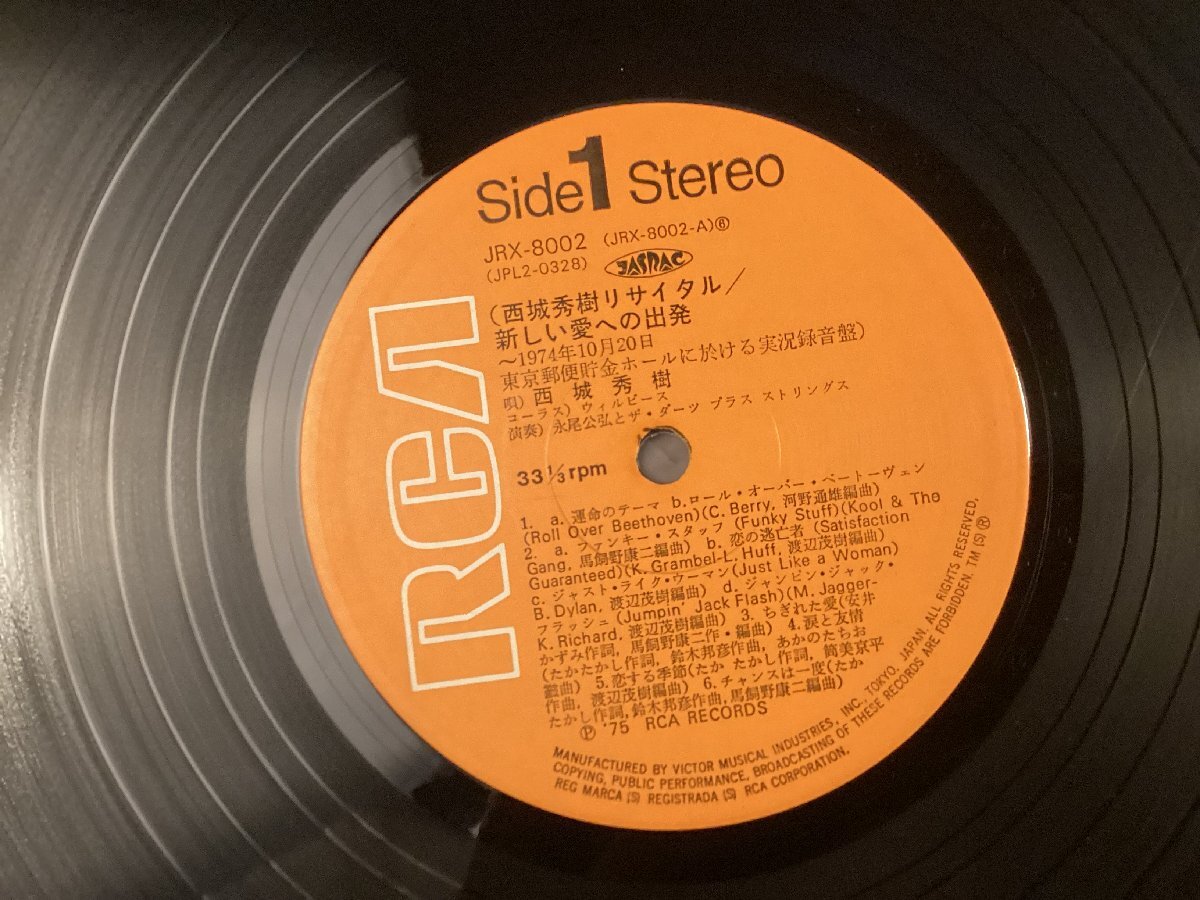 Side 1 Stereo
JRX-8002 (JRX-8002-A)⑥
(JPL2-0328) JASRAC
(西城秀樹リサイタル/
新しい愛への出発
～1974年10月20日
東京郵便貯金ホールに於ける実況録音盤)
唄) 西城秀樹
コーラス) ウィルビース
演奏) 永尾公弘とザ・ダーツ プラス ストリングス
RCA
33 1/3 rpm
1. a. 運命のテーマ b. ロール・オーバー・ベートーヴェン
(Roll Over Beethoven)(C. Berry, 河野通雄編曲)
2. a. ファンキー・スタッフ (Funky Stuff)(Kool & The
Gang, 馬飼野康二編曲) b. 恋の逃亡者 (Satisfaction
Guaranteed)(K. Grambel-L. Huff, 渡辺茂樹編曲)
c. ジャスト・ライク・ウーマン(Just Like a Woman)
B. Dylan, 渡辺茂樹編曲) d. ジャンピン・ジャック・
フラッシュ(Jumpin' Jack Flash)(M. Jagger-
K. Richard, 渡辺茂樹編曲) 3. ちぎれた愛(安井
かずみ作詞, 馬飼野康二作・編曲) 4. 涙と友情
(たかたかし作詞, 鈴木邦彦作曲, あかのたちお
編曲) 5. 恋する季節(たか たかし作詞, 筒美京平
作曲, 渡辺茂樹編曲) 6. チャンスは一度(たか
たかし作詞, 鈴木邦彦作曲, 馬飼野康二編曲)
Ⓟ '75 RCA RECORDS
MANUFACTURED BY VICTOR MUSICAL INDUSTRIES, INC., TOKYO, JAPAN. ALL RIGHTS RESERVED.
COPYING, PUBLIC PERFORMANCE, BROADCASTING OF THESE RECORDS ARE FORBIDDEN. TM (S) ®
REG MARCA (S) REGISTRADA (S) RCA CORPORATION.